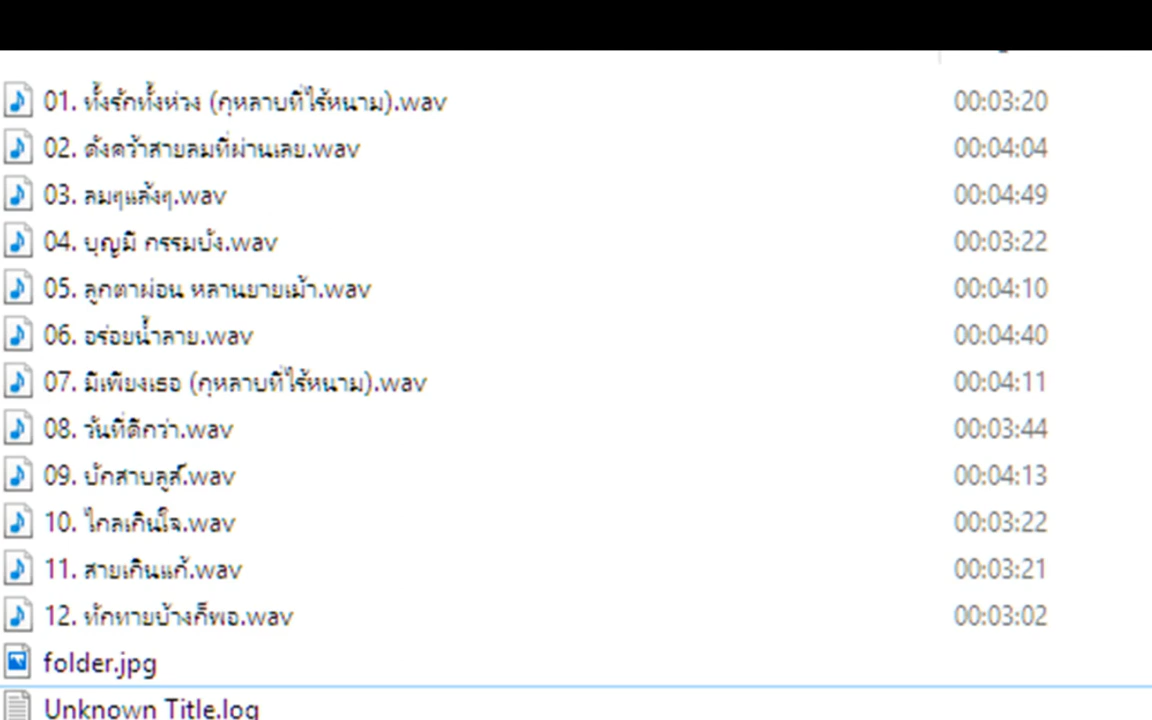 01. ทั้งรักทั้งห่วง (กุหลาบที่ไร้หนาม).wav 00:03:20
02. ดังคว้าสายลมที่ผ่านเลย.wav 00:04:04
03. ลมๆแล้งๆ.wav 00:04:49
04. บุญมี กรรมบัง.wav 00:03:22
05. ลูกตาผ่อน หลานยายเม้า.wav 00:04:10
06. อร่อยน้ำลาย.wav 00:04:40
07. มีเพียงเธอ (กุหลาบที่ไร้หนาม).wav 00:04:11
08. วันที่ดีกว่า.wav 00:03:44
09. บักสาบลูส์.wav 00:04:13
10. ไกลเกินใจ.wav 00:03:22
11. สายเกินแก้.wav 00:03:21
12. ทักทายบ้างก็พอ.wav 00:03:02
folder.jpg
Unknown Title.log